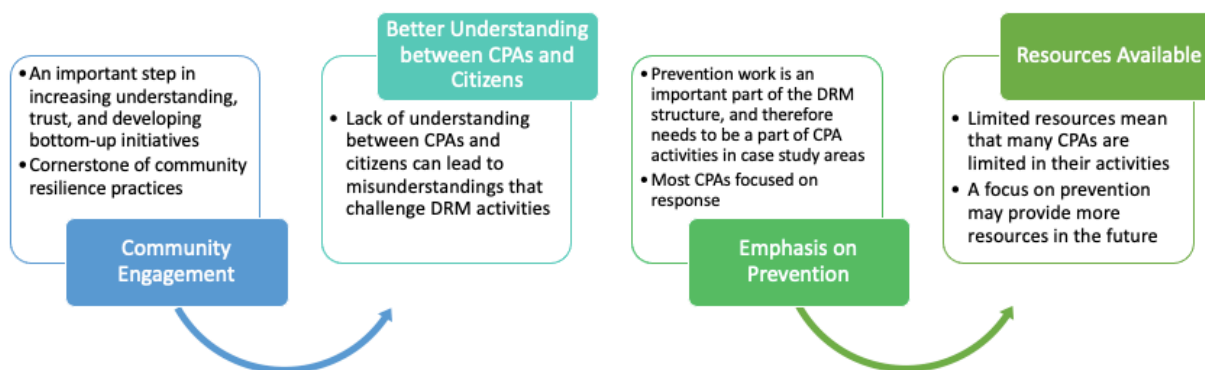 • An important step in
increasing understanding,
trust, and developing
bottom-up initiatives
• Cornerstone of community
resilience practices
Community
Engagement
Better Understanding
between CPAs and
Citizens
• Lack of understanding
between CPAs and
citizens can lead to
misunderstandings that
challenge DRM activities
• Prevention work is an
important part of the DRM
structure, and therefore
needs to be a part of CPA
activities in case study areas
• Most CPAs focused on
response
Emphasis on
Prevention
Resources Available
• Limited resources mean
that many CPAs are
limited in their activities
• A focus on prevention
may provide more
resources in the future